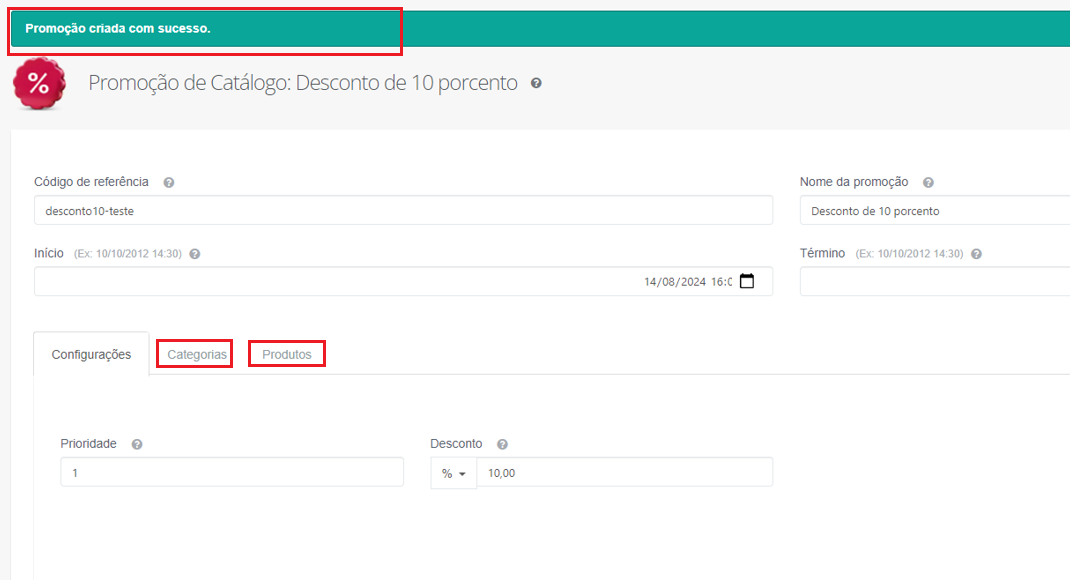 Promoção criada com sucesso.
% Promoção de Catálogo: Desconto de 10 porcento ?
Código de referência ? Nome da promoção ?
desconto10-teste Desconto de 10 porcento
Início (Ex: 10/10/2012 14:30) ? Término (Ex: 10/10/2012 14:30) ?
14/08/2024 16:0
Configurações Categorias Produtos
Prioridade ? Desconto ?
1 % 10,00